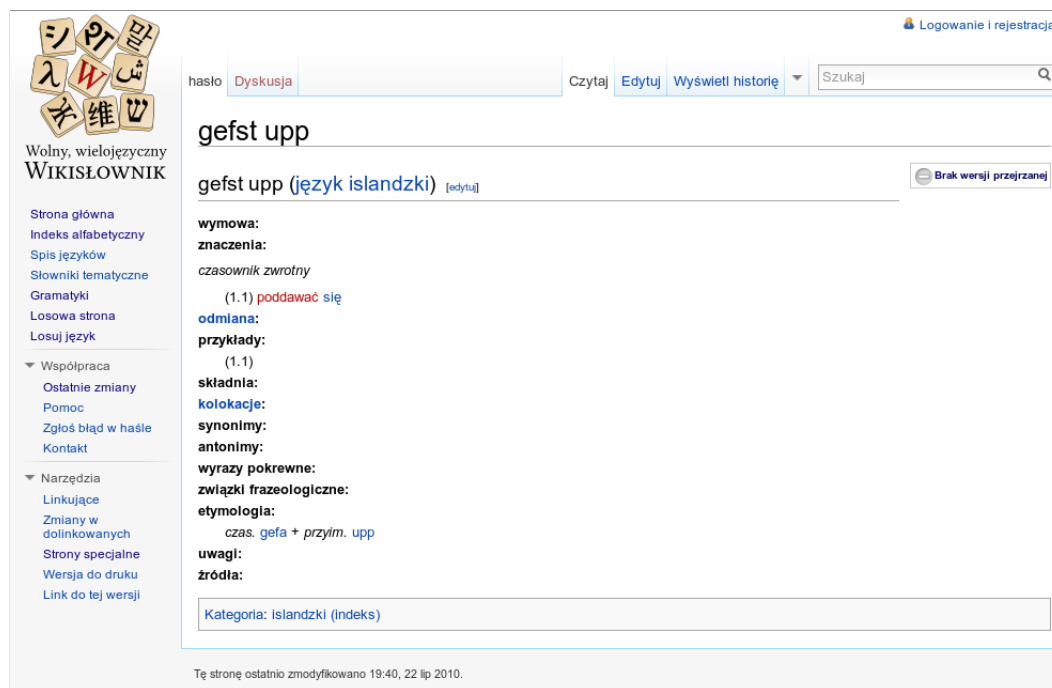 Logowanie i rejestracja
シ
말
λ
W
ش
维
ש
Wolny, wielojęzyczny
WIKISŁOWNIK
hasło Dyskusja Czytaj Edytuj Wyświetl historię Szukaj
gefst upp
gefst upp (język islandzki) [edytuj]
Brak wersji przejrzanej
wymowa:
znaczenia:
czasownik zwrotny
(1.1) poddawać się
odmiana:
przykłady:
(1.1)
składnia:
kolokacje:
synonimy:
antonimy:
wyrazy pokrewne:
związki frazeologiczne:
etymologia:
czas. gefa + przyim. upp
uwagi:
źródła:
Kategoria: islandzki (indeks)
Strona główna
Indeks alfabetyczny
Spis języków
Słowniki tematyczne
Gramatyki
Losowa strona
Losuj język
Współpraca
Ostatnie zmiany
Pomoc
Zgłoś błąd w haśle
Kontakt
Narzędzia
Linkujące
Zmiany w
dolinkowanych
Strony specjalne
Wersja do druku
Link do tej wersji
Tę stronę ostatnio zmodyfikowano 19:40, 22 lip 2010.